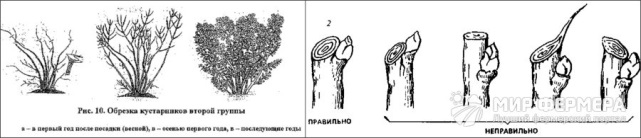 Рис. 16. Обрезка кустарников второй группы
а – в первый год после посадки (весной), в – осенью первого года, в – последующие годы
2
ПРАВИЛЬНО
НЕПРАВИЛЬНО
МИР ФЕРМЕРА